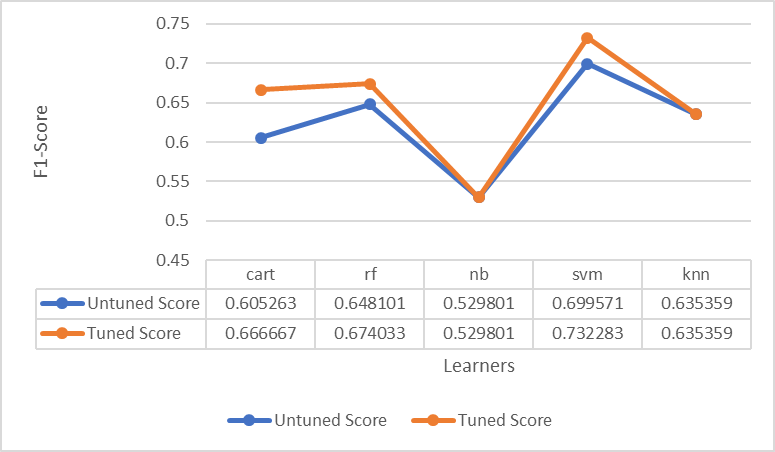 0.75
0.7
0.65
0.6
0.55
0.5
0.45
F1-Score
cart rf nb svm knn
Untuned Score 0.605263 0.648101 0.529801 0.699571 0.635359
Tuned Score 0.666667 0.674033 0.529801 0.732283 0.635359
Learners
Untuned Score Tuned Score